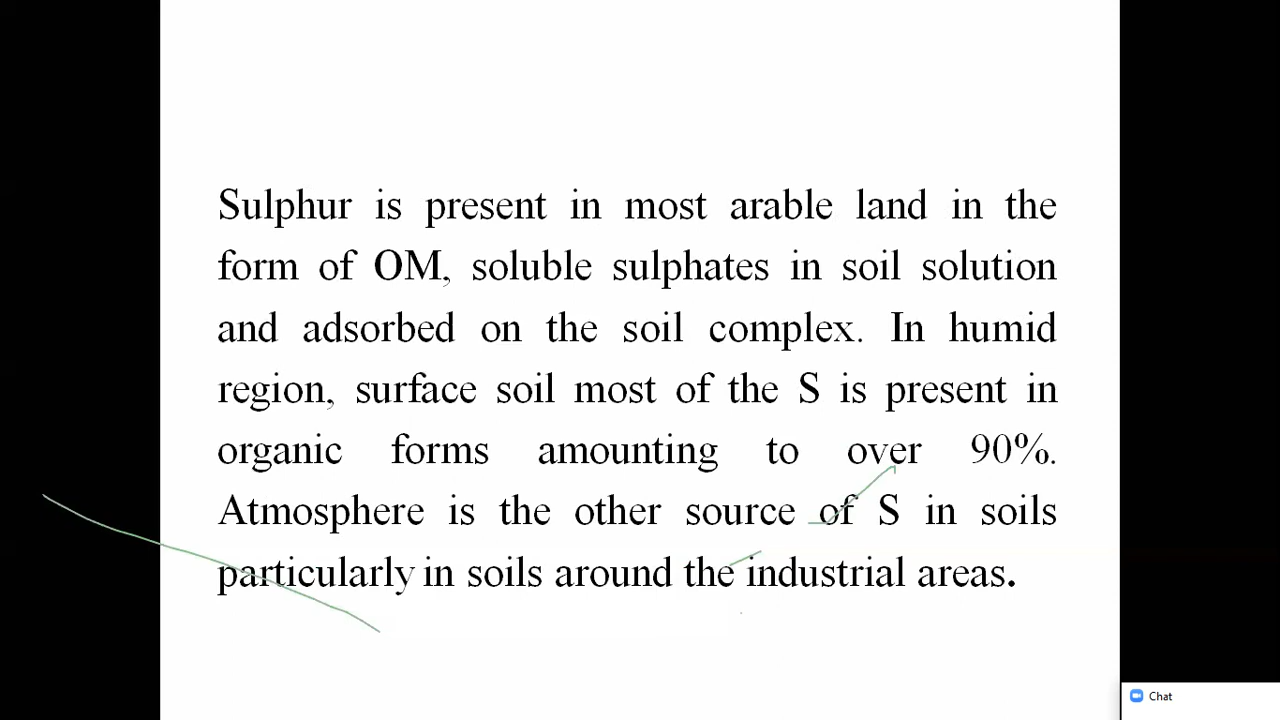 Sulphur is present in most arable land in the
form of OM, soluble sulphates in soil solution
and adsorbed on the soil complex. In humid
region, surface soil most of the S is present in
organic forms amounting to over 90%.
Atmosphere is the other source of S in soils
particularly in soils around the industrial areas.
Chat